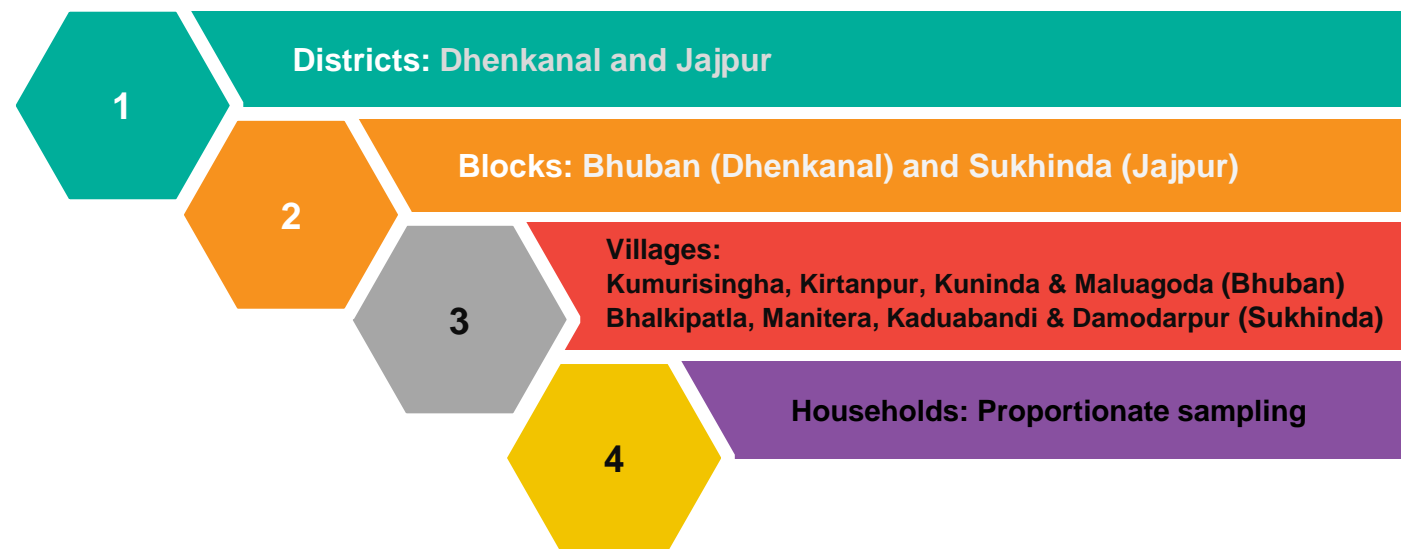 1
Districts: Dhenkanal and Jajpur
2
Blocks: Bhuban (Dhenkanal) and Sukhinda (Jajpur)
3
Villages:
Kumurisingha, Kirtanpur, Kuninda & Maluagoda (Bhuban)
Bhalkipatla, Manitera, Kaduabandi & Damodarpur (Sukhinda)
4
Households: Proportionate sampling